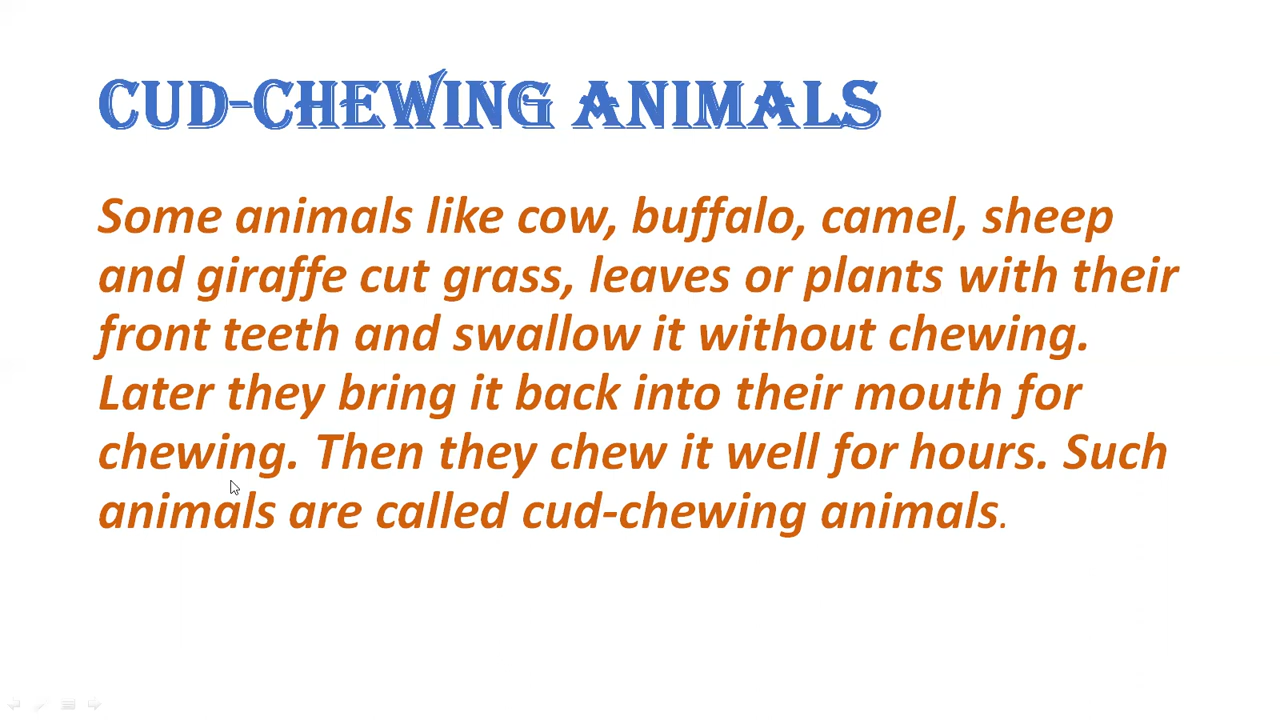 CUD-CHEWING ANIMALS
Some animals like cow, buffalo, camel, sheep
and giraffe cut grass, leaves or plants with their
front teeth and swallow it without chewing.
Later they bring it back into their mouth for
chewing. Then they chew it well for hours. Such
animals are called cud-chewing animals.